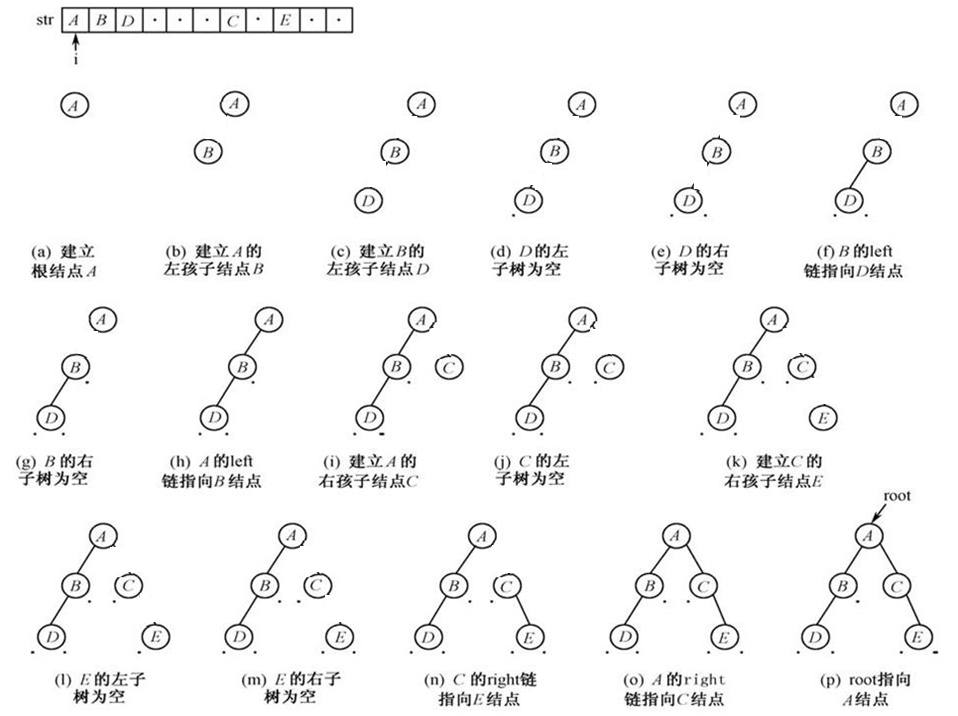 str A B D · · · C · E · ·
i
A
A
B
A
B
D
A
B
D
A
B
D
A
B
D
(a) 建立
根结点A
(b) 建立A的
左孩子结点B
(c) 建立B的
左孩子结点D
(d) D的左
子树为空
(e) D的右
子树为空
(f) B的left
链指向D结点
A
B
D
A
B
D
A
B
C
D
A
B
C
D
A
B
C
D
E
(g) B的右
子树为空
(h) A的left
链指向B结点
(i) 建立A的
右孩子结点C
(j) C的左
子树为空
(k) 建立C的
右孩子结点E
root
A
B
C
D
E
A
B
C
D
E
A
B
C
D
E
A
B
C
D
E
A
B
C
D
E
(l) E的左子
树为空
(m) E的右子
树为空
(n) C的right链
指向E结点
(o) A的right
链指向C结点
(p) root指向
A结点